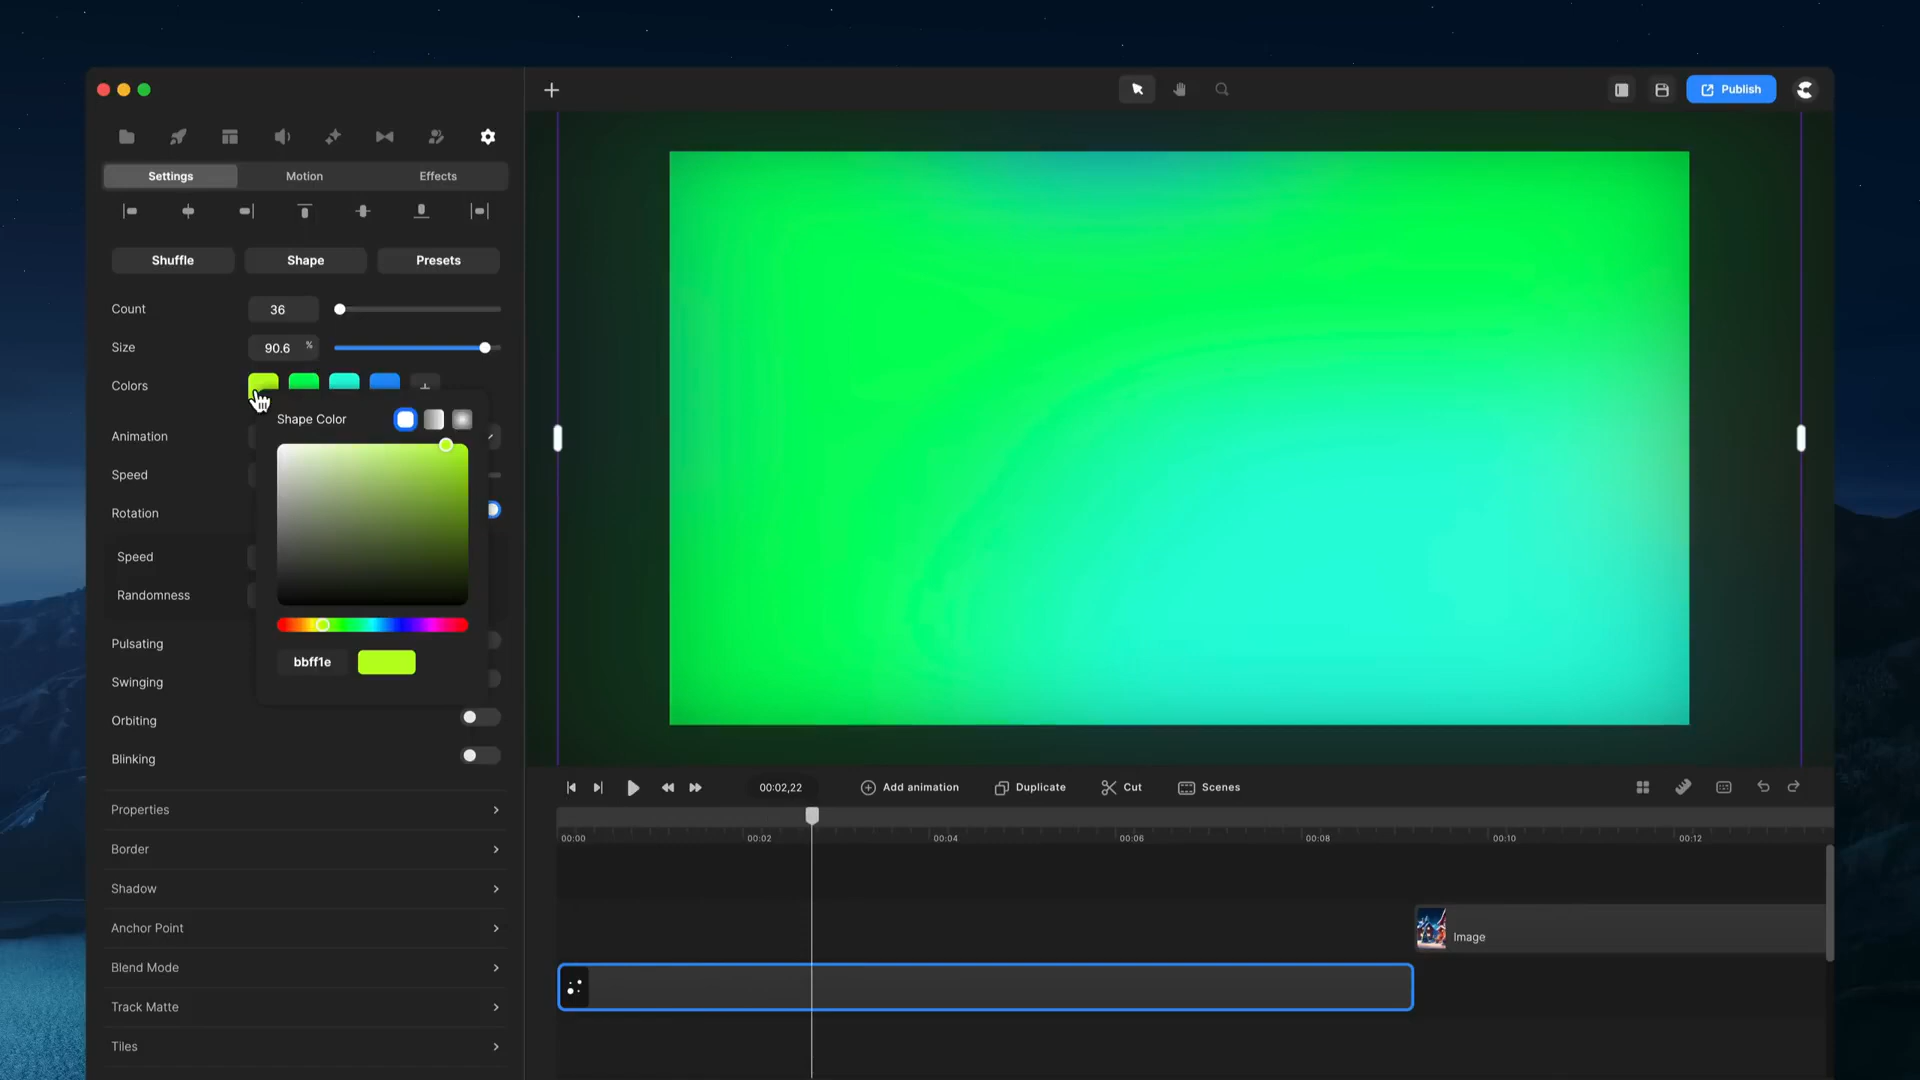 Publish
Settings Motion Effects
Shuffle Shape Presets
Count 36
Size 90.6 %
Colors
Shape Color
Animation
Speed
Rotation
Speed
Randomness
Pulsating
bbff1e
Swinging
Orbiting
Blinking
Properties
Border
Shadow
Anchor Point
Blend Mode
Track Matte
Tiles
00:02,22 Add animation Duplicate Cut Scenes
00:00 00:02 00:04 00:06 00:08 00:10 00:12
Image